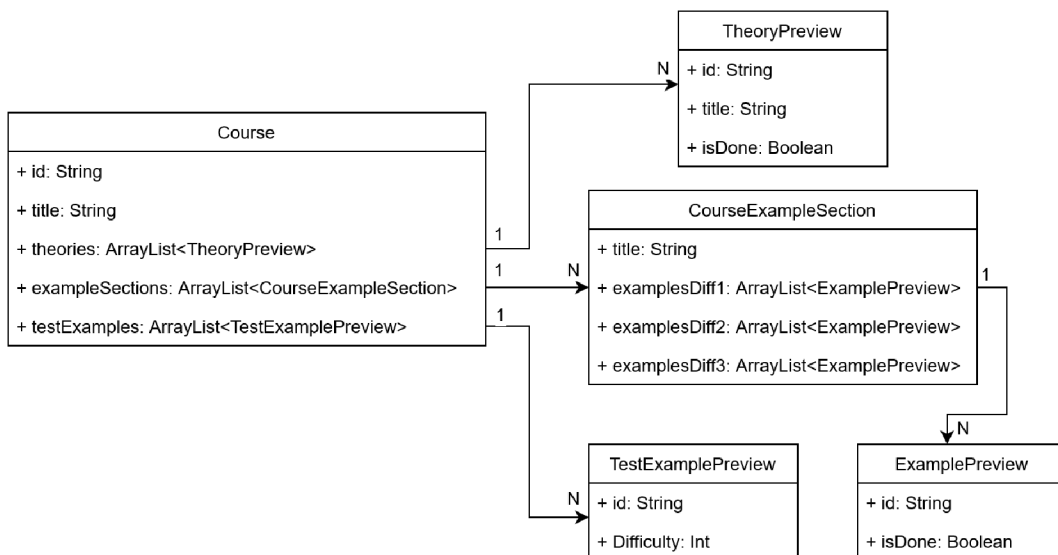 TheoryPreview
+ id: String
+ title: String
+ isDone: Boolean
N
Course
+ id: String
+ title: String
+ theories: ArrayList<TheoryPreview>
+ exampleSections: ArrayList<CourseExampleSection>
+ testExamples: ArrayList<TestExamplePreview>
1
1
1
N
CourseExampleSection
+ title: String
+ examplesDiff1: ArrayList<ExamplePreview>
+ examplesDiff2: ArrayList<ExamplePreview>
+ examplesDiff3: ArrayList<ExamplePreview>
1
N
N
TestExamplePreview
+ id: String
+ Difficulty: Int
ExamplePreview
+ id: String
+ isDone: Boolean